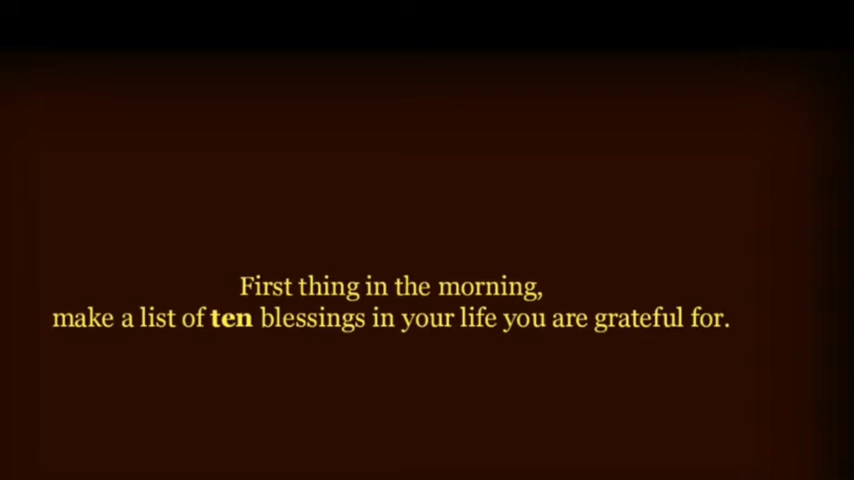 First thing in the morning,
make a list of ten blessings in your life you are grateful for.